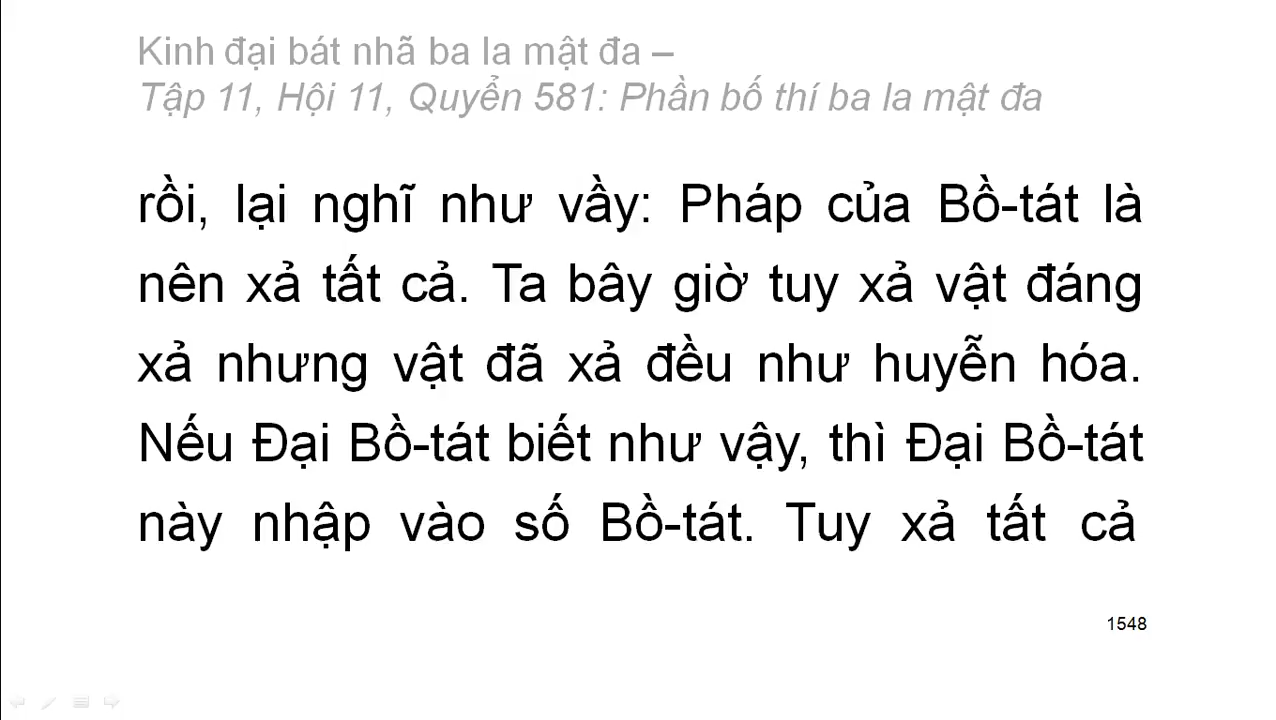 Kinh đại bát nhã ba la mật đa –
Tập 11, Hội 11, Quyển 581: Phần bố thí ba la mật đa
rồi, lại nghĩ như vầy: Pháp của Bồ-tát là
nên xả tất cả. Ta bây giờ tuy xả vật đáng
xả nhưng vật đã xả đều như huyễn hóa.
Nếu Đại Bồ-tát biết như vậy, thì Đại Bồ-tát
này nhập vào số Bồ-tát. Tuy xả tất cả
1548